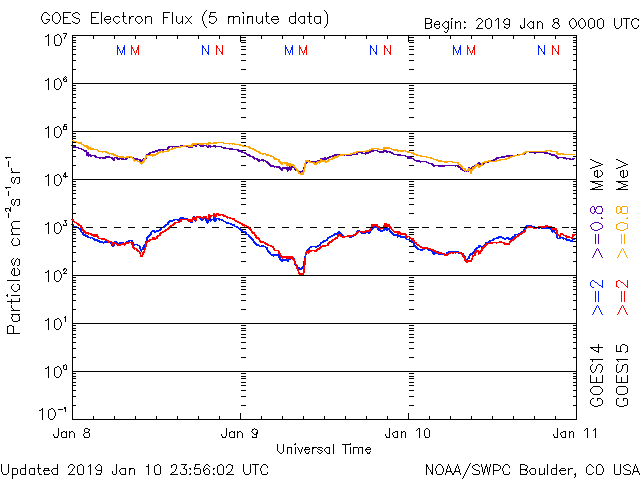 GOES Electron Flux (5 minute data)
Begin: 2019 Jan 8 0000 UTC
M M N N M M N N M M N N
10⁷
10⁶
10⁵
10⁴
10³
10²
10¹
10⁰
10⁻¹
Particles cm⁻²s⁻¹sr⁻¹
Jan 8 Jan 9 Jan 10 Jan 11
Universal Time
GOES14 >=2 >=0.8 MeV
GOES15 >=2 >=0.8 MeV
Updated 2019 Jan 10 23:56:02 UTC
NOAA/SWPC Boulder, CO USA